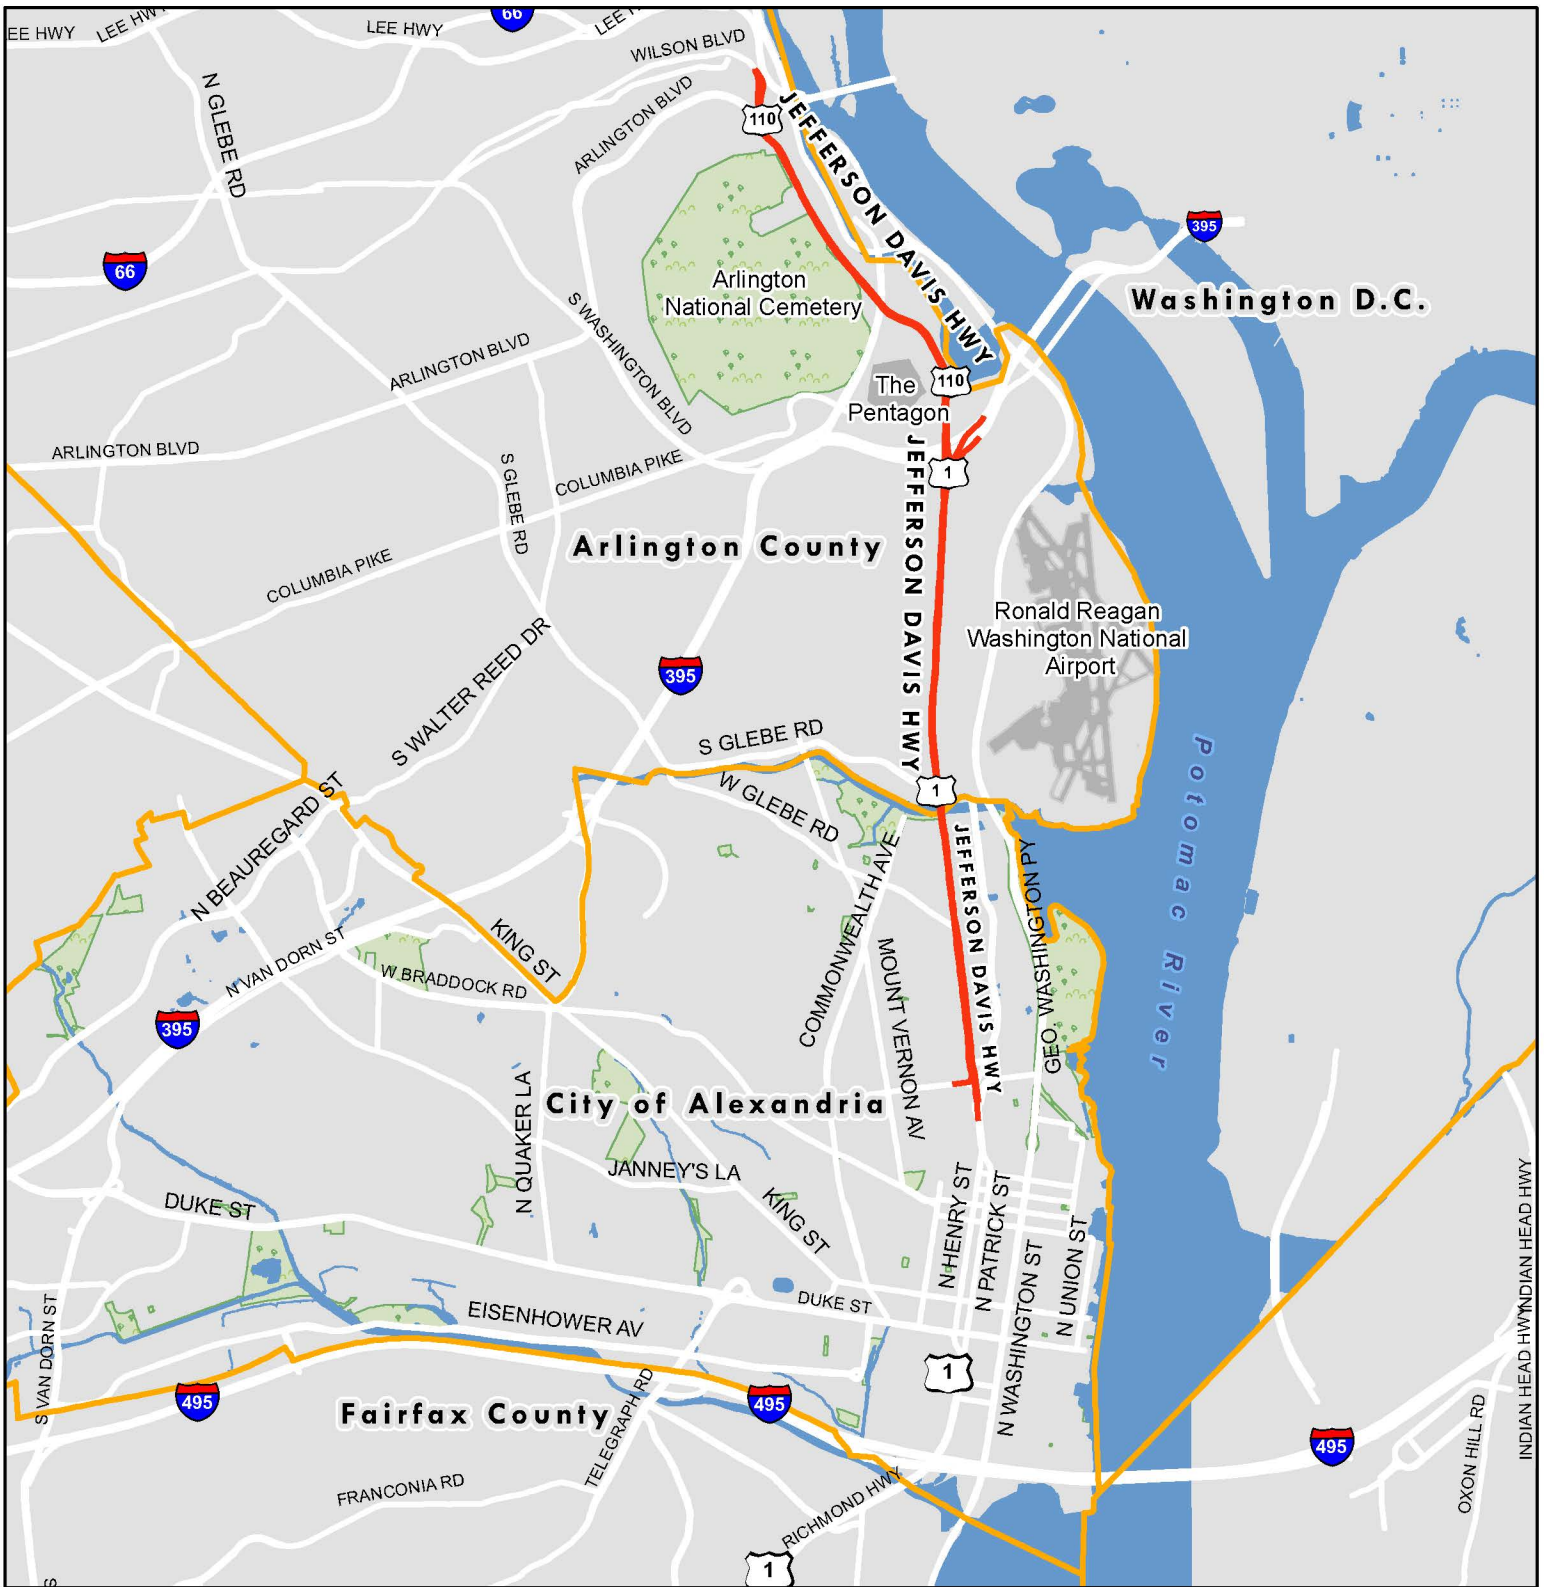 66
EE HWY
LEE HWY
LEE HWY
LEE H
WILSON BLVD
N GLEBE RD
ARLINGTON BLVD
110
JEFFERSON DAVIS HWY
395
66
Arlington
National Cemetery
Washington D.C.
S WASHINGTON BLVD
ARLINGTON BLVD
The
Pentagon
110
ARLINGTON BLVD
S GLEBE RD
COLUMBIA PIKE
1
JEFFERSON DAVIS HWY
Arlington County
COLUMBIA PIKE
Ronald Reagan
Washington National
Airport
S WALTER REED DR
395
S GLEBE RD
W GLEBE RD
1
Potomac River
N BEAUREGARD ST
JEFFERSON DAVIS HWY
COMMONWEALTH AVE
GEO WASHINGTON PY
KING ST
N VAN DORN ST
W BRADDOCK RD
MOUNT VERNON AV
395
N QUAKER LA
City of Alexandria
JANNEY'S LA
KING ST
DUKE ST
N HENRY ST
N PATRICK ST
N WASHINGTON ST
N UNION ST
INDIAN HEAD HWY
INDIAN HEAD HWY
S VAN DORN ST
EISENHOWER AV
DUKE ST
1
495
Fairfax County
495
TELEGRAPH RD
495
OXON HILL RD
FRANCONIA RD
RICHMOND HWY
1
S